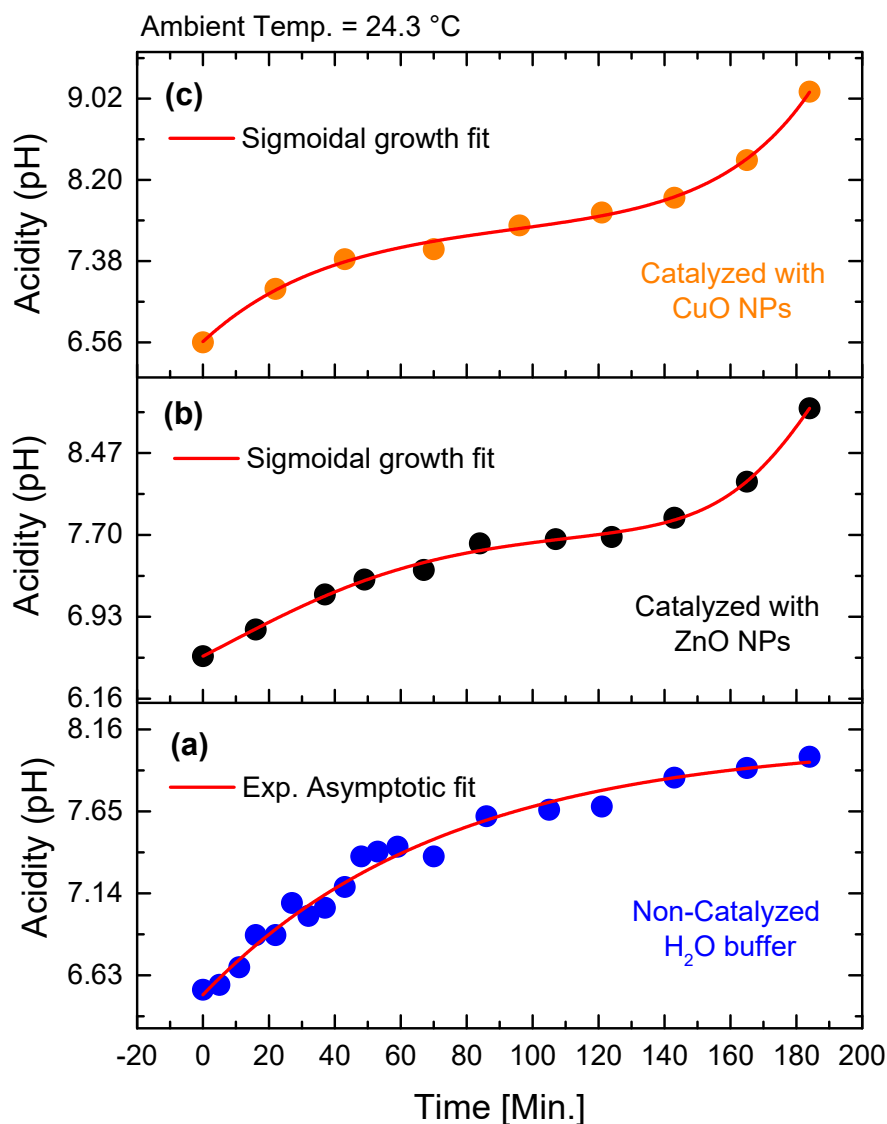 Ambient Temp. = 24.3 °C
(c)
Sigmoidal growth fit
Catalyzed with
CuO NPs
Acidity (pH)
9.02
8.20
7.38
6.56
(b)
Sigmoidal growth fit
Catalyzed with
ZnO NPs
Acidity (pH)
8.47
7.70
6.93
6.16
(a)
Exp. Asymptotic fit
Non-Catalyzed
H₂O buffer
Acidity (pH)
8.16
7.65
7.14
6.63
-20 0 20 40 60 80 100 120 140 160 180 200
Time [Min.]